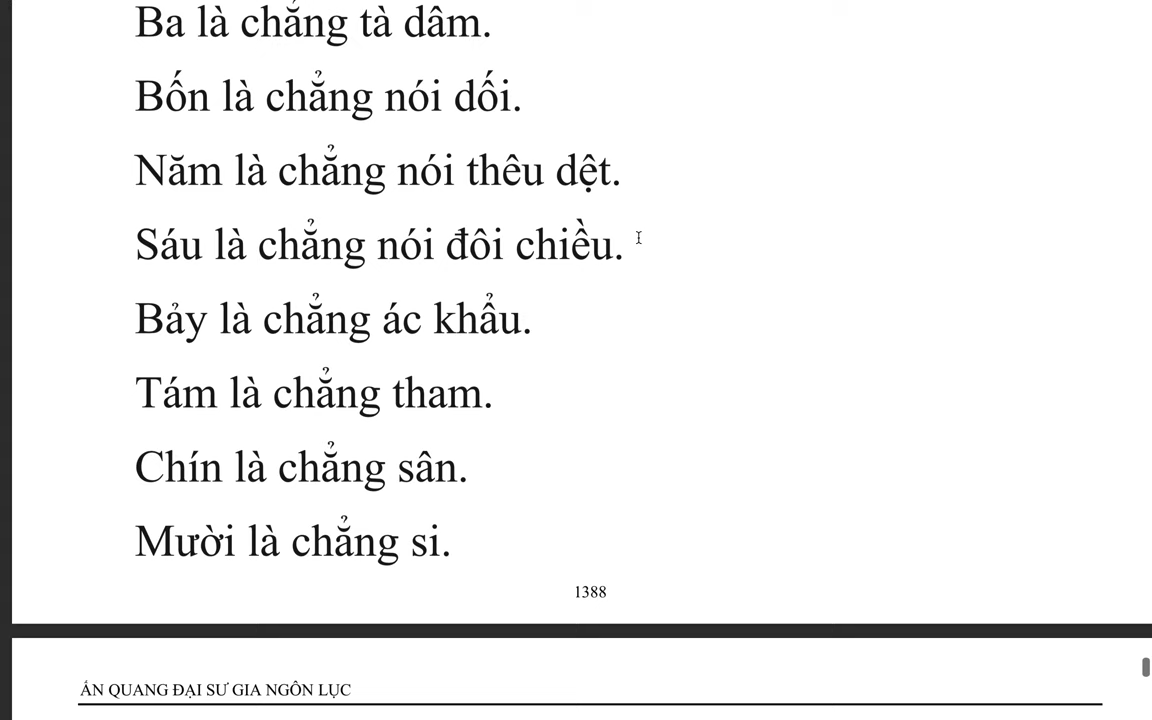 Ba là chẳng tà dâm.
Bốn là chẳng nói dối.
Năm là chẳng nói thêu dệt.
Sáu là chẳng nói đôi chiều.
Bảy là chẳng ác khẩu.
Tám là chẳng tham.
Chín là chẳng sân.
Mười là chẳng si.
1388
ẤN QUANG ĐẠI SƯ GIA NGÔN LỤC